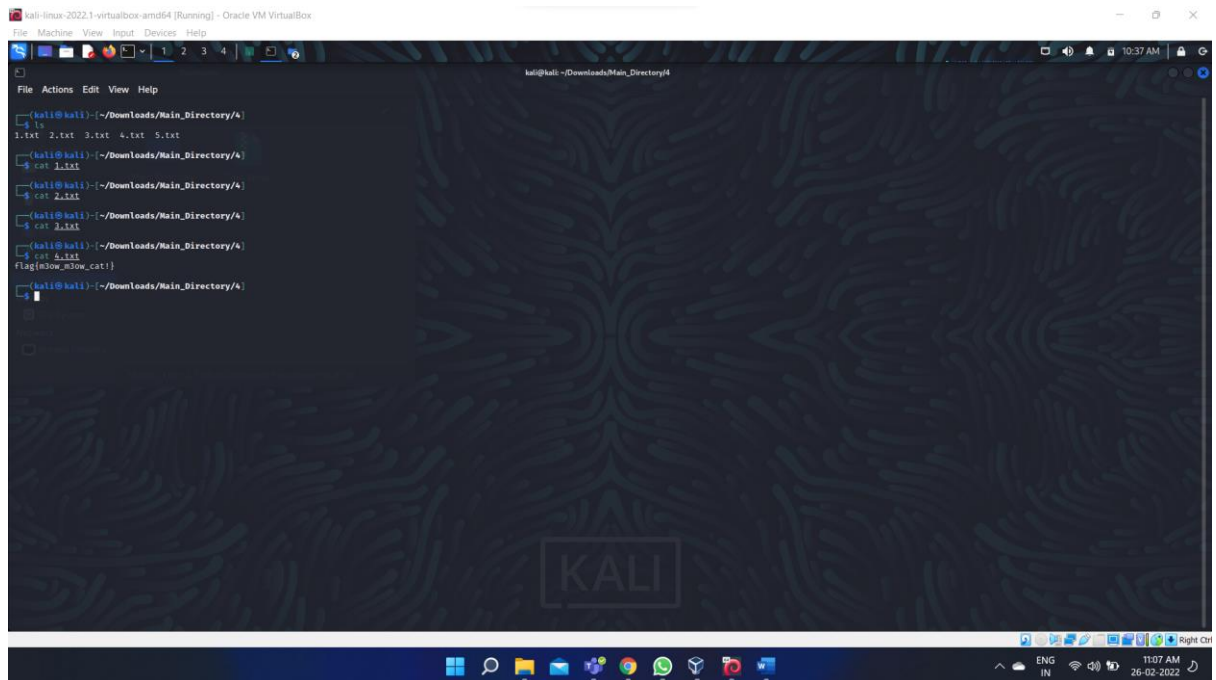 kali-linux-2022.1-virtualbox-amd64 [Running] - Oracle VM VirtualBox
File Machine View Input Devices Help
1 2 3 4
10:37 AM
kali@kali: ~/Downloads/Main_Directory/4
File Actions Edit View Help
(kali㉿kali)-[~/Downloads/Main_Directory/4]
$ ls
1.txt 2.txt 3.txt 4.txt 5.txt
(kali㉿kali)-[~/Downloads/Main_Directory/4]
$ cat 1.txt
(kali㉿kali)-[~/Downloads/Main_Directory/4]
$ cat 2.txt
(kali㉿kali)-[~/Downloads/Main_Directory/4]
$ cat 3.txt
(kali㉿kali)-[~/Downloads/Main_Directory/4]
$ cat 4.txt
flag{m3ow_m3ow_cat!}
(kali㉿kali)-[~/Downloads/Main_Directory/4]
$
KALI
Right Ctrl
ENG
IN
11:07 AM
26-02-2022